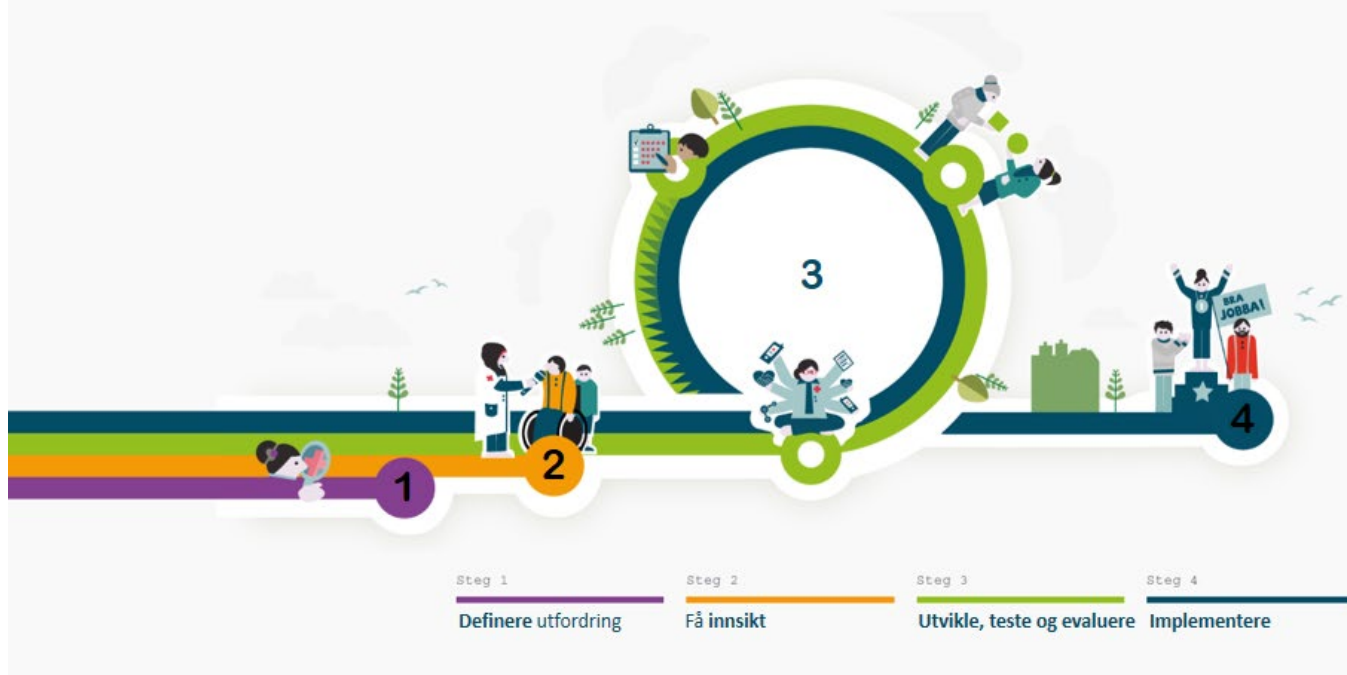 3
BRA
JOBBA!
4
2
1
Steg 1
Definere utfordring
Steg 2
Få innsikt
Steg 3
Utvikle, teste og evaluere
Steg 4
Implementere